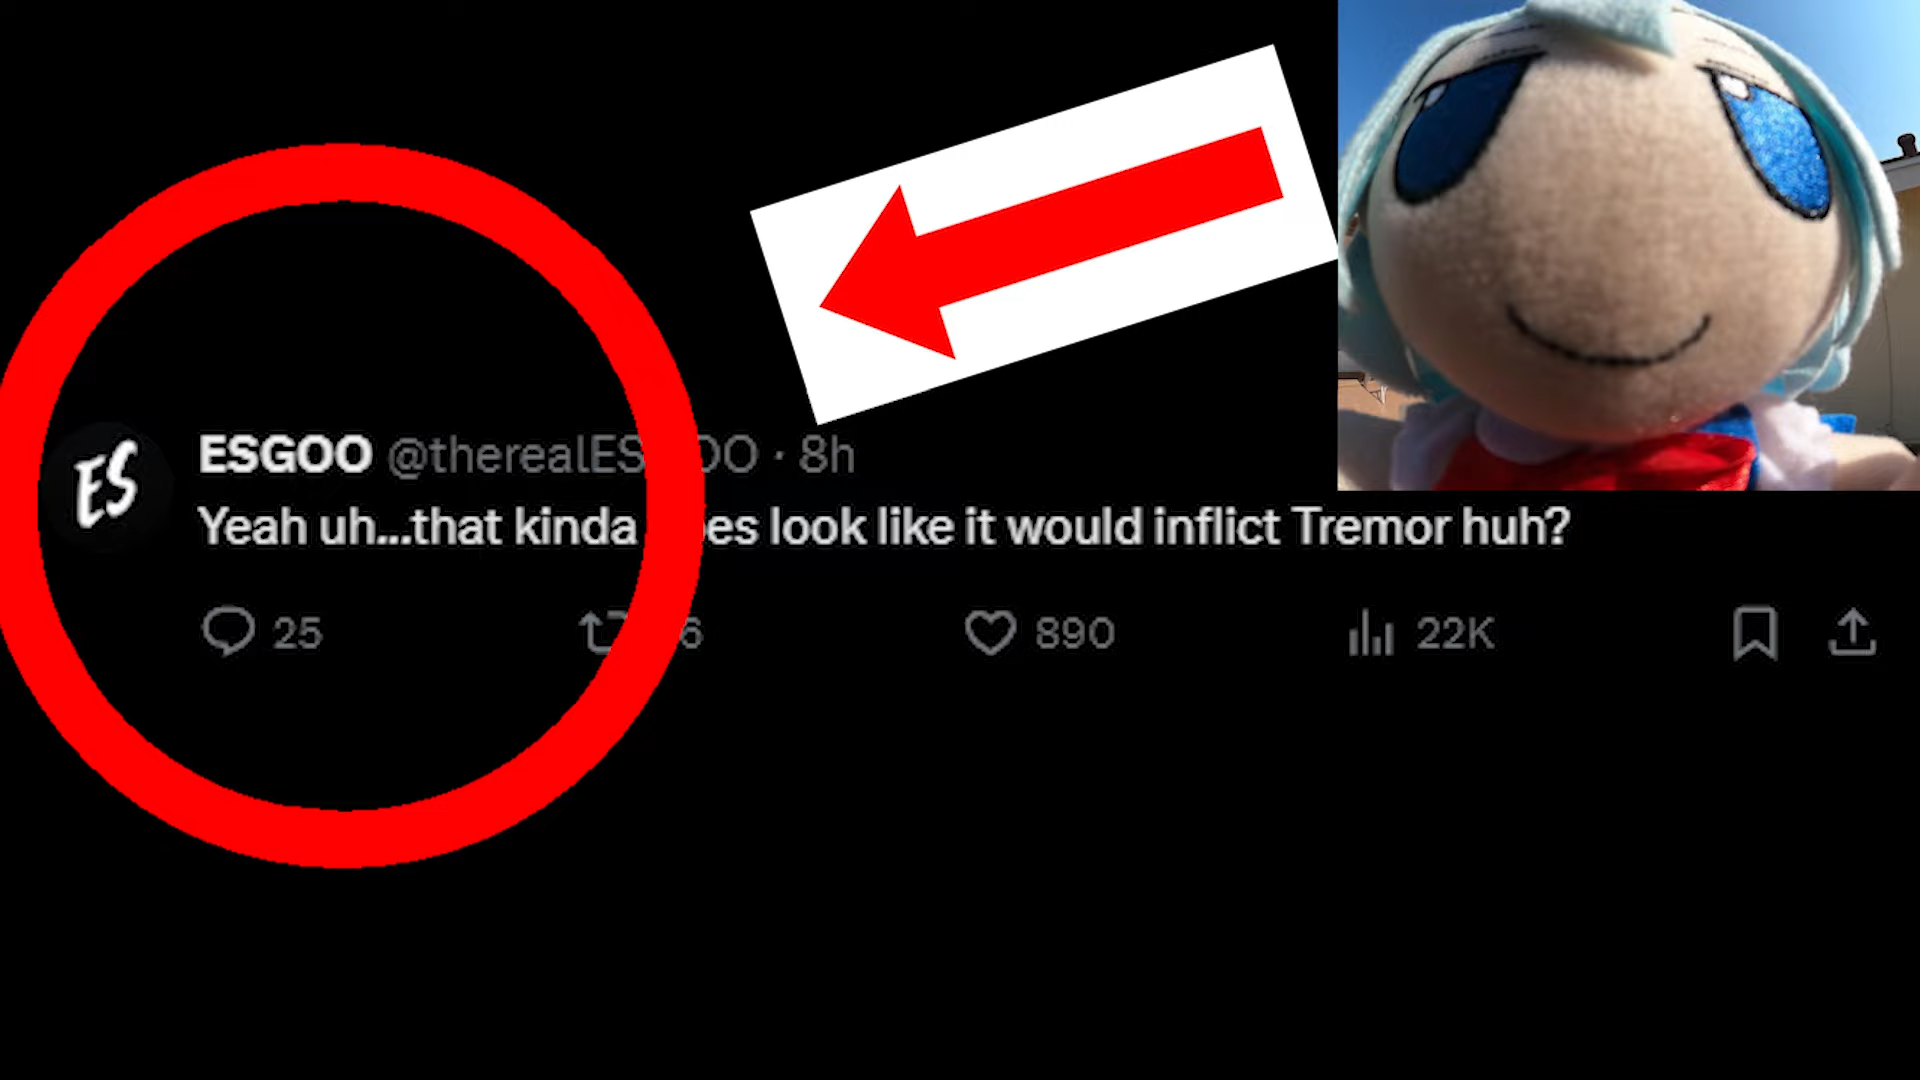 ES
ESGOO @therealES OO · 8h
Yeah uh...that kinda es look like it would inflict Tremor huh?
25 6 890 22K